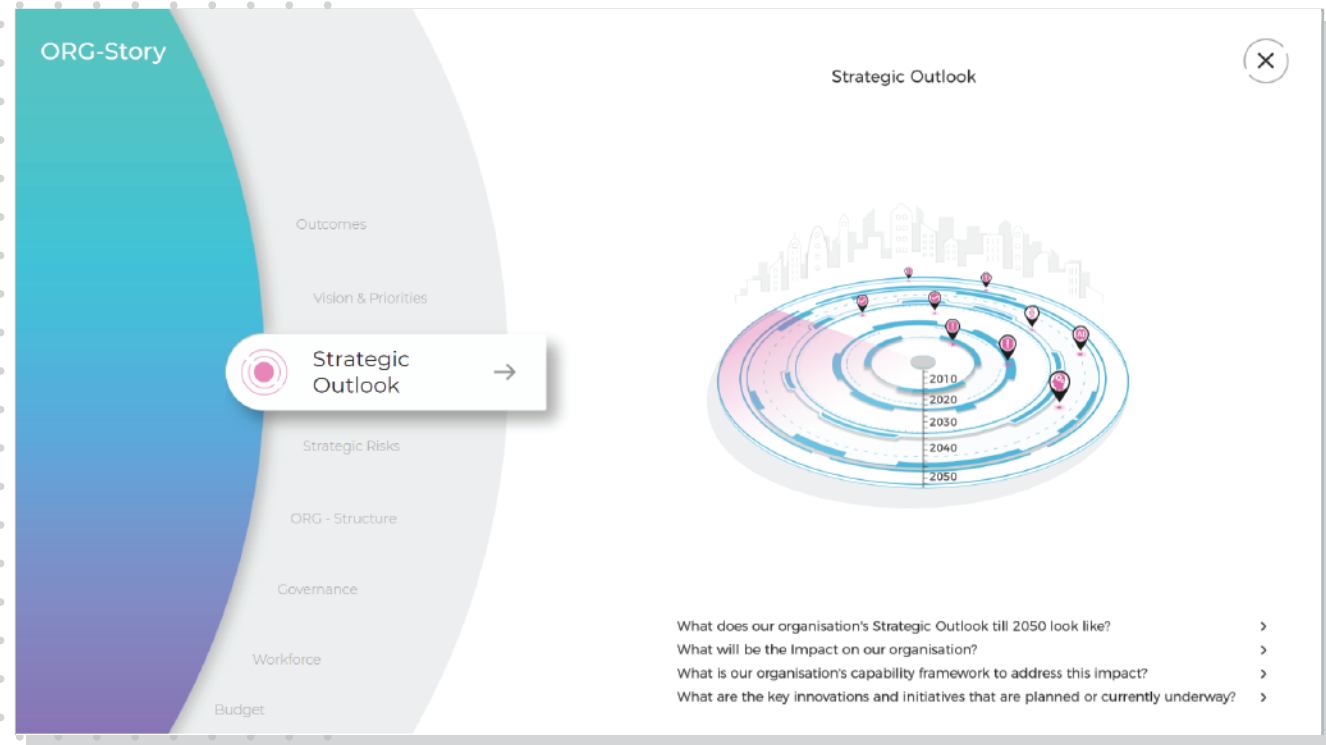 ORG-Story
Outcomes
Vision & Priorities
Strategic
Outlook
Strategic Risks
ORG - Structure
Governance
Workforce
Budget
Strategic Outlook
AI
2010
2020
2030
2040
2050
What does our organisation's Strategic Outlook till 2050 look like?
What will be the Impact on our organisation?
What is our organisation's capability framework to address this impact?
What are the key innovations and initiatives that are planned or currently underway?